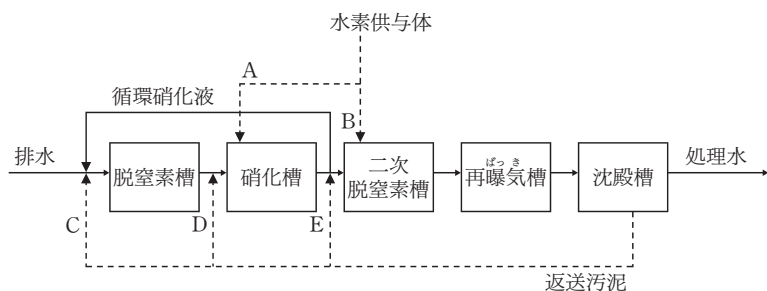 水素供与体
A
循環硝化液
B
排水
脱窒素槽
硝化槽
二次
脱窒素槽
ばっき
再曝気槽
沈殿槽
処理水
C
D
E
返送汚泥